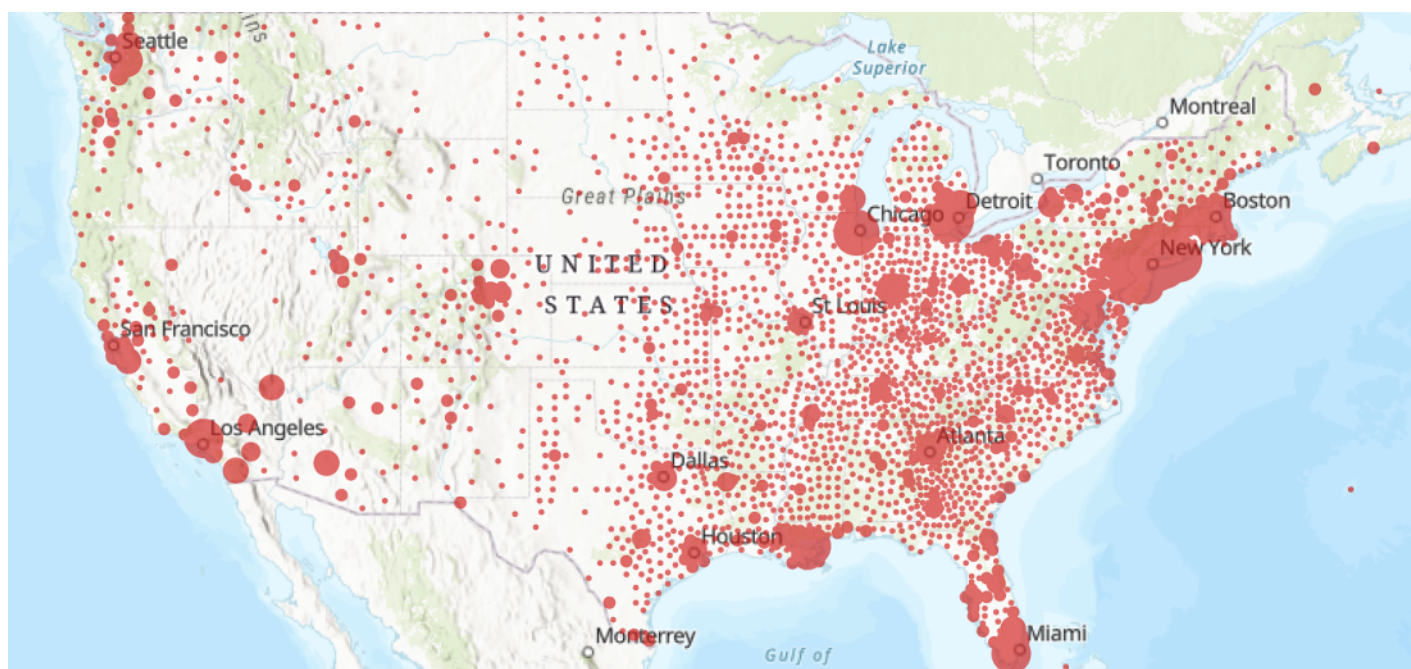 Seattle
Lake
Superior
Montreal
Toronto
Great Plains
Chicago
Detroit
Boston
New York
UNITED
STATES
St Louis
San Francisco
Los Angeles
Atlanta
Dallas
Houston
Miami
Monterrey
Gulf of